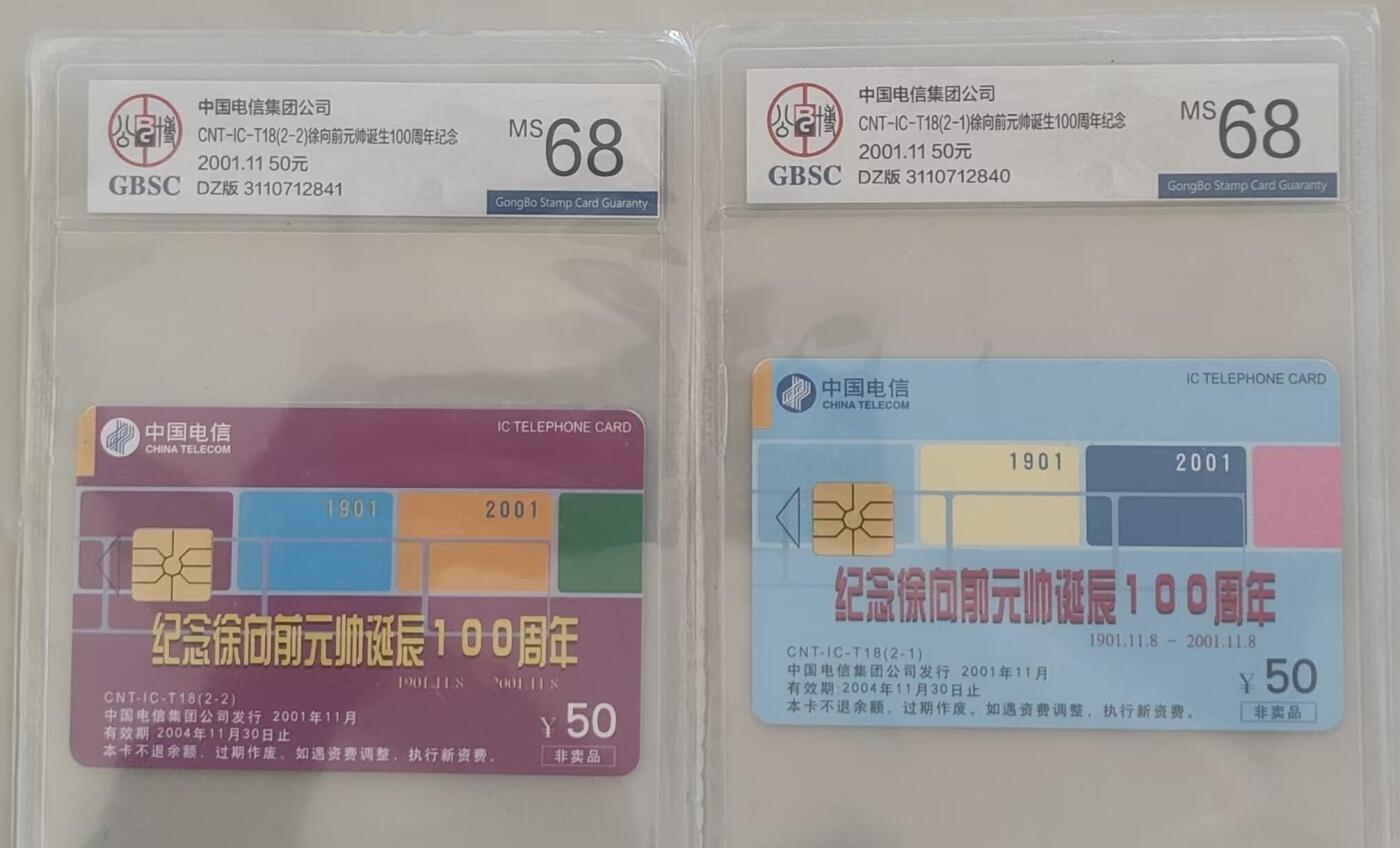 公博
GBSC
中国电信集团公司
CNT-IC-T18(2-2)徐向前元帅诞生100周年纪念
2001.11 50元
DZ版 3110712841
MS68
GongBo Stamp Card Guaranty
中国电信
CHINA TELECOM
IC TELEPHONE CARD
1901
2001
纪念徐向前元帅诞辰100周年
1901.11.8 2001.11.8
CNT-IC-T18(2-2)
中国电信集团公司发行 2001年11月
有效期 2004年11月30日止
本卡不退余额，过期作废。如遇资费调整，执行新资费。
¥50
非卖品
公博
GBSC
中国电信集团公司
CNT-IC-T18(2-1)徐向前元帅诞生100周年纪念
2001.11 50元
DZ版 3110712840
MS68
GongBo Stamp Card Guaranty
中国电信
CHINA TELECOM
IC TELEPHONE CARD
1901
2001
纪念徐向前元帅诞辰100周年
1901.11.8 - 2001.11.8
CNT-IC-T18(2-1)
中国电信集团公司发行 2001年11月
有效期:2004年11月30日止
本卡不退余额，过期作废。如遇资费调整，执行新资费。
¥50
非卖品